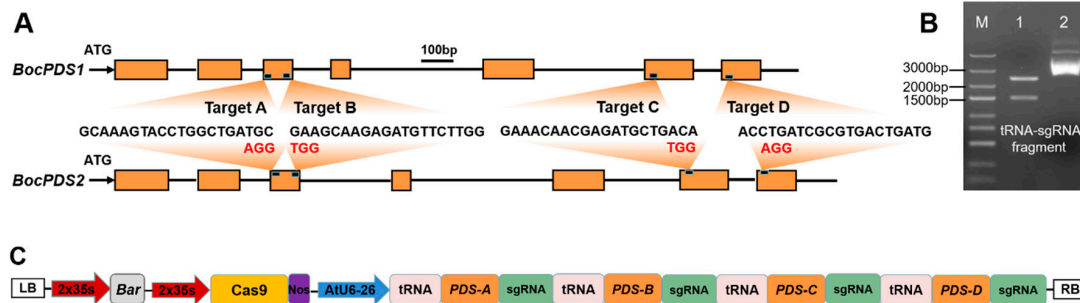 A
B
ATG
100bp
BocPDS1
Target A Target B Target C Target D
GCAAAGTACCTGGCTGATGC GAAGCAAGAGATGTTCTTGG GAAACAACGAGATGCTGACA ACCTGATCGCGTGACTGATG
AGG TGG TGG AGG
ATG
BocPDS2
M 1 2
3000bp
2000bp
1500bp
tRNA-sgRNA
fragment
C
LB 2x35s Bar 2x35s Cas9 Nos AtU6-26 tRNA PDS-A sgRNA tRNA PDS-B sgRNA tRNA PDS-C sgRNA tRNA PDS-D sgRNA RB